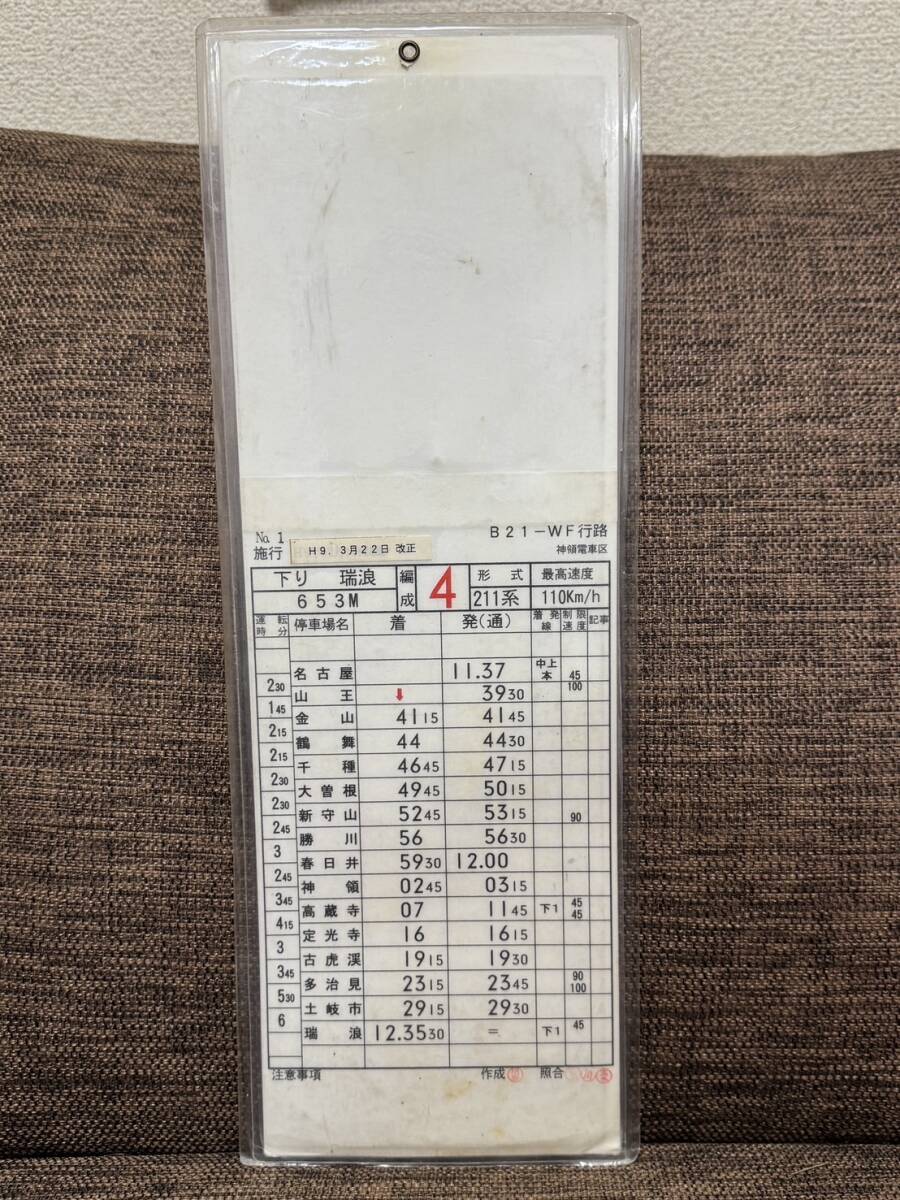 No. 1 B21-WF行路
施行 H9. 3月22日 改正 神領電車区
下り 瑞浪 編成 4 形式 最高速度
653M 211系 110Km/h
運転時分 停車場名 着 発(通) 着発線 制限速度 記事
名古屋 11.37 中上本 45
2 30 100
山王 ↓ 39 30
1 45
金山 41 15 41 45
2 15
鶴舞 44 44 30
2 15
千種 46 45 47 15
2 30
大曽根 49 45 50 15
2 30
新守山 52 45 53 15 90
2 45
勝川 56 56 30
3
春日井 59 30 12.00
2 45
神領 02 45 03 15
3 45
高蔵寺 07 11 45 下1 45 45
4 15
定光寺 16 16 15
3
古虎渓 19 15 19 30
3 45
多治見 23 15 23 45 90 100
5 30
土岐市 29 15 29 30
6
瑞浪 12.35 30 = 下1 45
注意事項 作成 照合